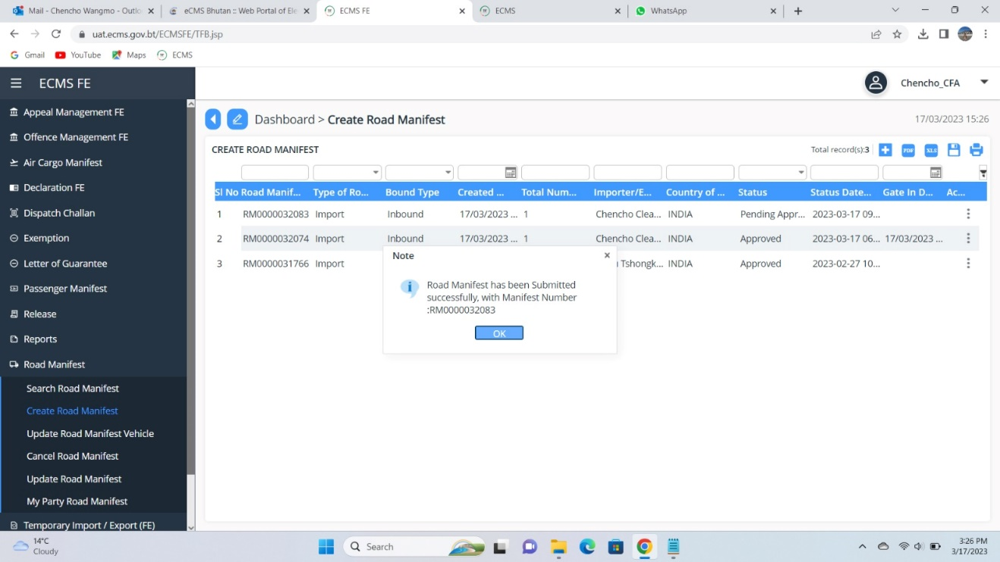 Mail - Chencho Wangmo - Outlo
eCMS Bhutan :: Web Portal of Ele
ECMS FE
ECMS
WhatsApp
uat.ecms.gov.bt/ECMSFE/TFB.jsp
Gmail YouTube Maps ECMS
ECMS FE
Chencho_CFA
Appeal Management FE
Offence Management FE
Air Cargo Manifest
Declaration FE
Dispatch Challan
Exemption
Letter of Guarantee
Passenger Manifest
Release
Reports
Road Manifest
Search Road Manifest
Create Road Manifest
Update Road Manifest Vehicle
Cancel Road Manifest
Update Road Manifest
My Party Road Manifest
Temporary Import / Export (FE)
Dashboard > Create Road Manifest
17/03/2023 15:26
CREATE ROAD MANIFEST
Total record(s):3
PDF XLS
Sl No Road Manif... Type of Ro... Bound Type Created ... Total Num... Importer/E... Country of ... Status Status Date... Gate In D... Ac...
1 RM0000032083 Import Inbound 17/03/2023 ... 1 Chencho Clea... INDIA Pending Appr... 2023-03-17 09...
2 RM0000032074 Import Inbound 17/03/2023 ... 1 Chencho Clea... INDIA Approved 2023-03-17 06... 17/03/2023 ...
3 RM0000031766 Import Tshongk... INDIA Approved 2023-02-27 10...
Note
Road Manifest has been Submitted
successfully, with Manifest Number
:RM0000032083
OK
14°C
Cloudy
Search
3:26 PM
3/17/2023